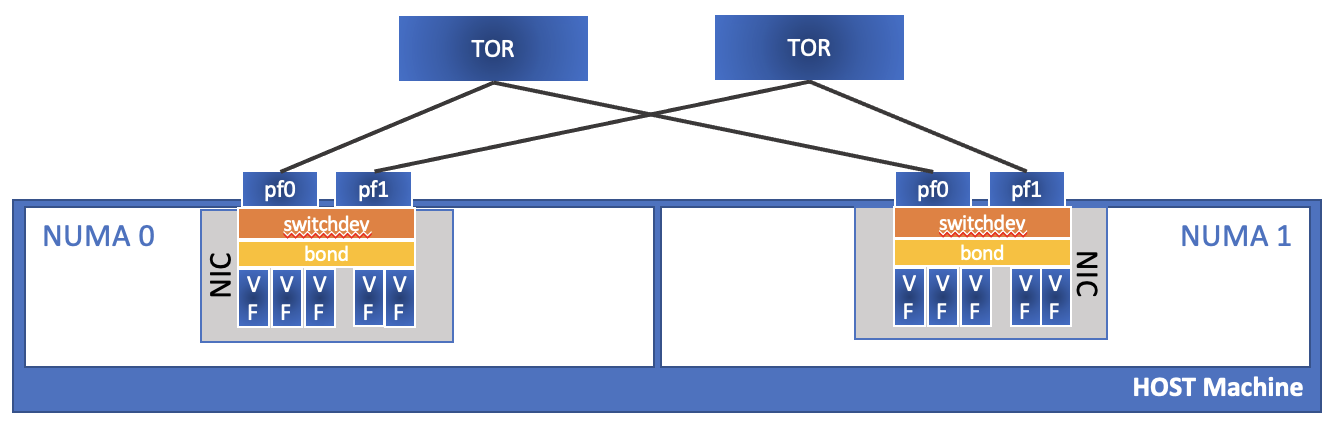 TOR
TOR
pf0
pf1
pf0
pf1
NUMA 0
switchdev
switchdev
NUMA 1
NIC
bond
bond
NIC
VF
VF
VF
VF
VF
VF
VF
VF
VF
VF
HOST Machine